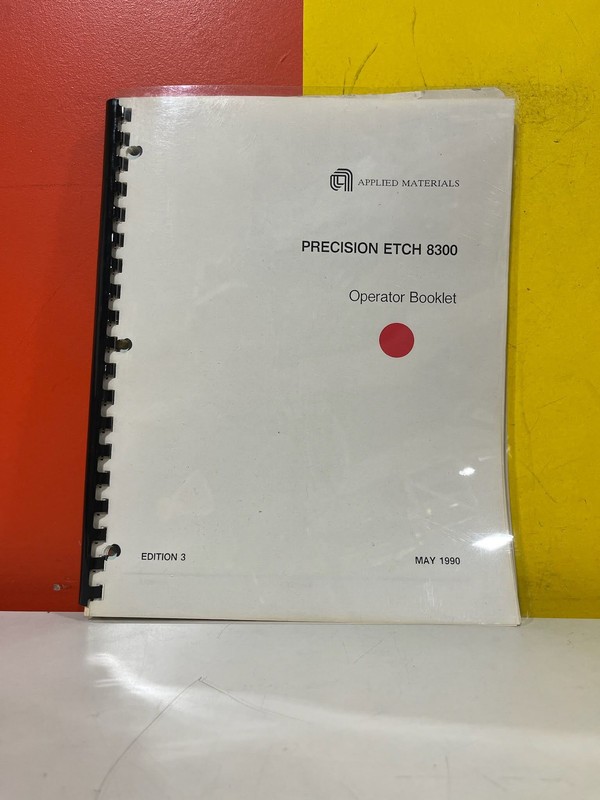 APPLIED MATERIALS
PRECISION ETCH 8300
Operator Booklet
EDITION 3 MAY 1990